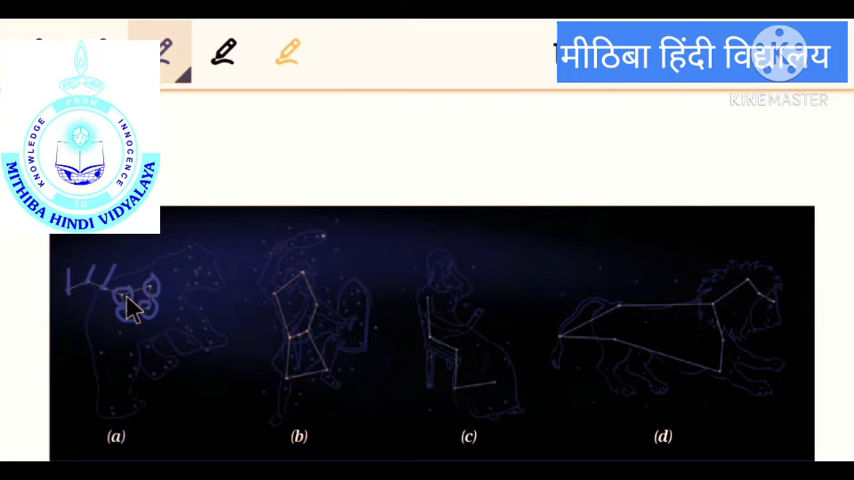 मीठिबा हिंदी विद्यालय
KINEMASTER
KNOWLEDGE FROM INNOCENCE TO
MITHIBA HINDI VIDYALAYA
(a) (b) (c) (d)